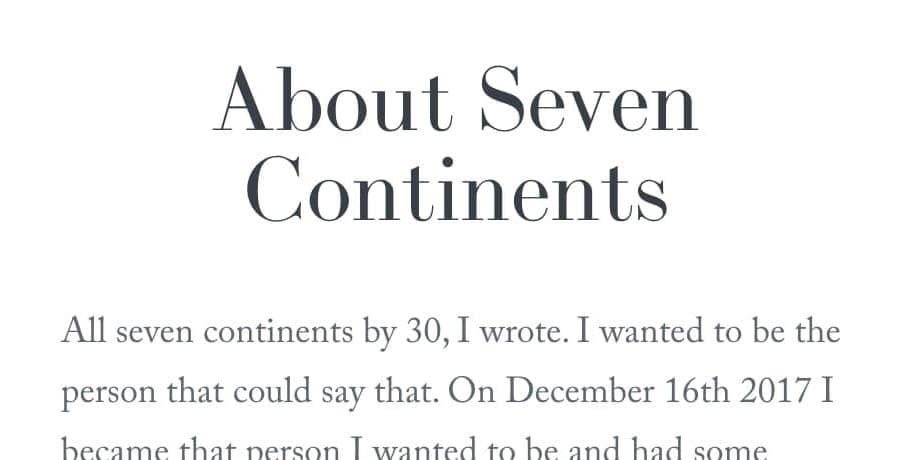 About Seven
Continents
All seven continents by 30, I wrote. I wanted to be the
person that could say that. On December 16th 2017 I
became that person I wanted to be and had some